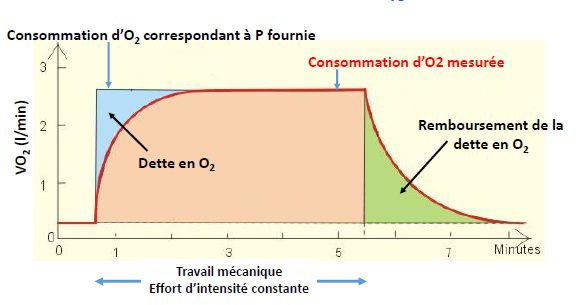 Consommation d'O2 correspondant à P fournie
Consommation d'O2 mesurée
VO2 (l/min)
3
2
1
0
Dette en O2
Remboursement de la
dette en O2
0 1 3 5 7 Minutes
Travail mécanique
Effort d'intensité constante